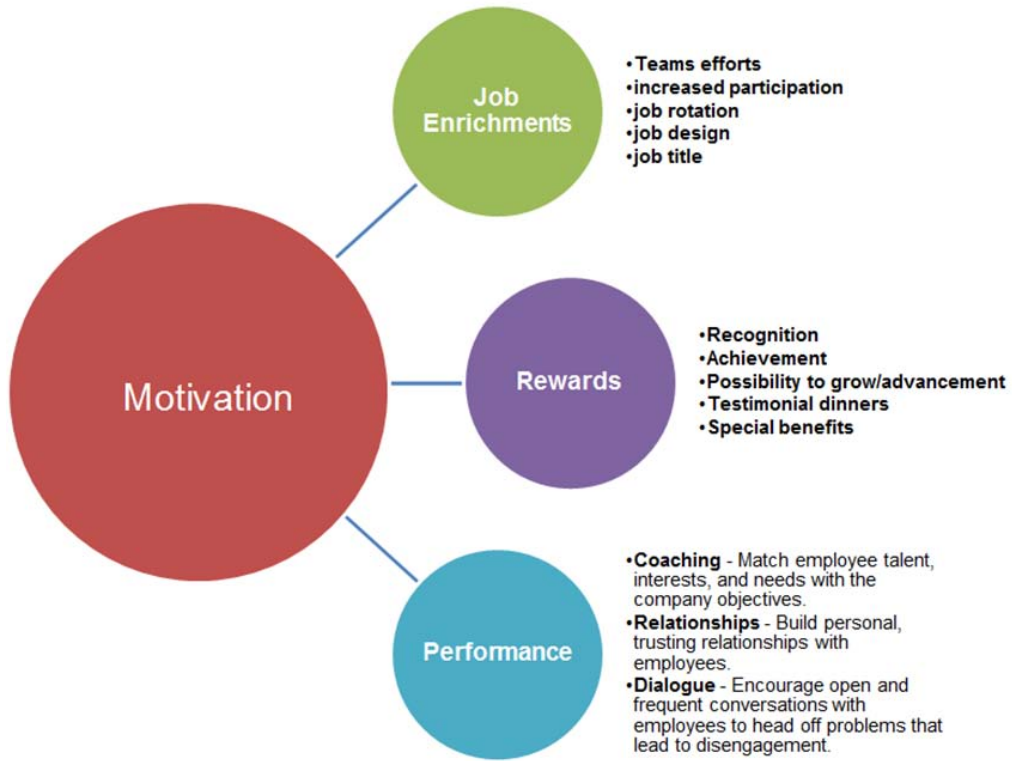 Job
Enrichments
•Teams efforts
•increased participation
•job rotation
•job design
•job title
Motivation
Rewards
•Recognition
•Achievement
•Possibility to grow/advancement
•Testimonial dinners
•Special benefits
Performance
•Coaching - Match employee talent,
interests, and needs with the
company objectives.
•Relationships - Build personal,
trusting relationships with
employees.
•Dialogue - Encourage open and
frequent conversations with
employees to head off problems that
lead to disengagement.